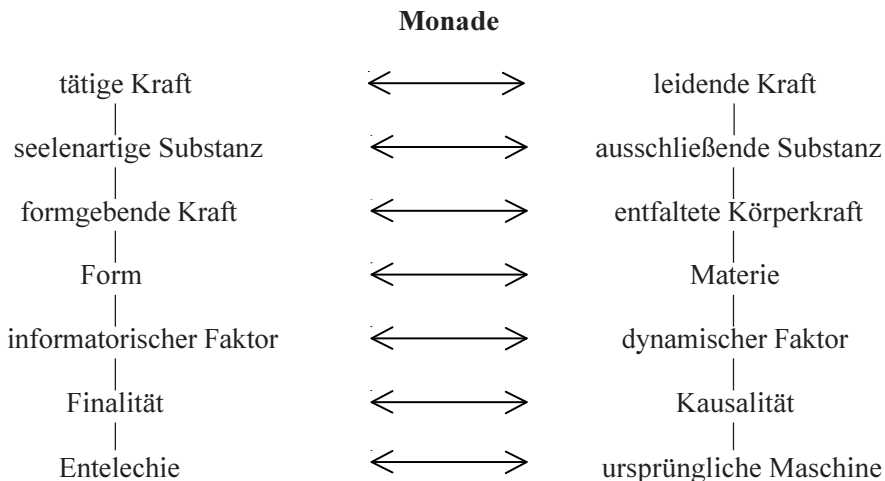 Monade
tätige Kraft leidende Kraft
seelenartige Substanz ausschließende Substanz
formgebende Kraft entfaltete Körperkraft
Form Materie
informatorischer Faktor dynamischer Faktor
Finalität Kausalität
Entelechie ursprüngliche Maschine